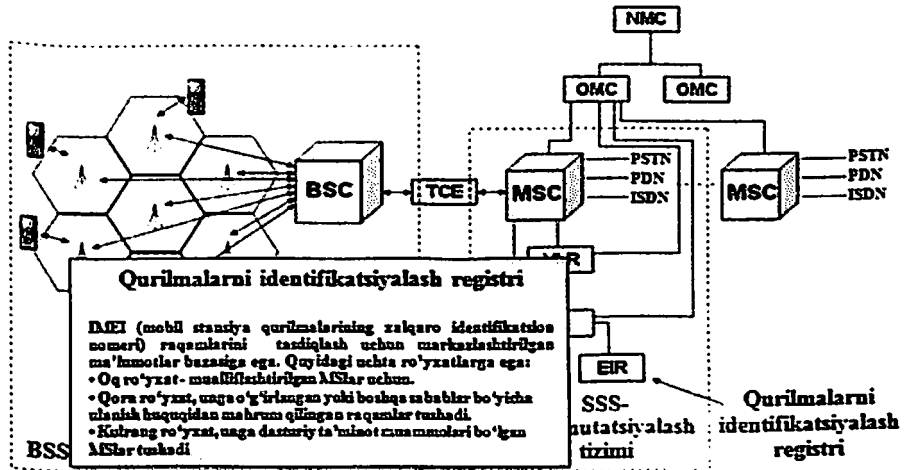 NMC
OMC
OMC
BSC
TCE
MSC
PSTN
PDN
ISDN
MSC
PSTN
PDN
ISDN
Qurilmalarni identifikatsiyalash registri
IMEI (mobil stansiya qurilmalarining xalqaro identifikatsion
nomeri) raqamlarini tasdiqlash uchun markazlashtirilgan
ma'lumotlar bazasiga ega. Quyidagi uchta ro'yxatlarga ega:
• Oq ro'yxat- mualliflashtirilgan MSlar uchun.
• Qora ro'yxat, unga o'g'irlangan yoki boshqa sabablar bo'yicha
ulanish huquqidan mahrum qilingan raqamlar tushadi.
• Kulrang ro'yxat, unga dasturiy ta'minot muammolari bo'lgan
MSlar tushadi
EIR
BSS
SSS-
mutatsiyalash
tizimi
Qurilmalarni
identifikatsiyalash
registri